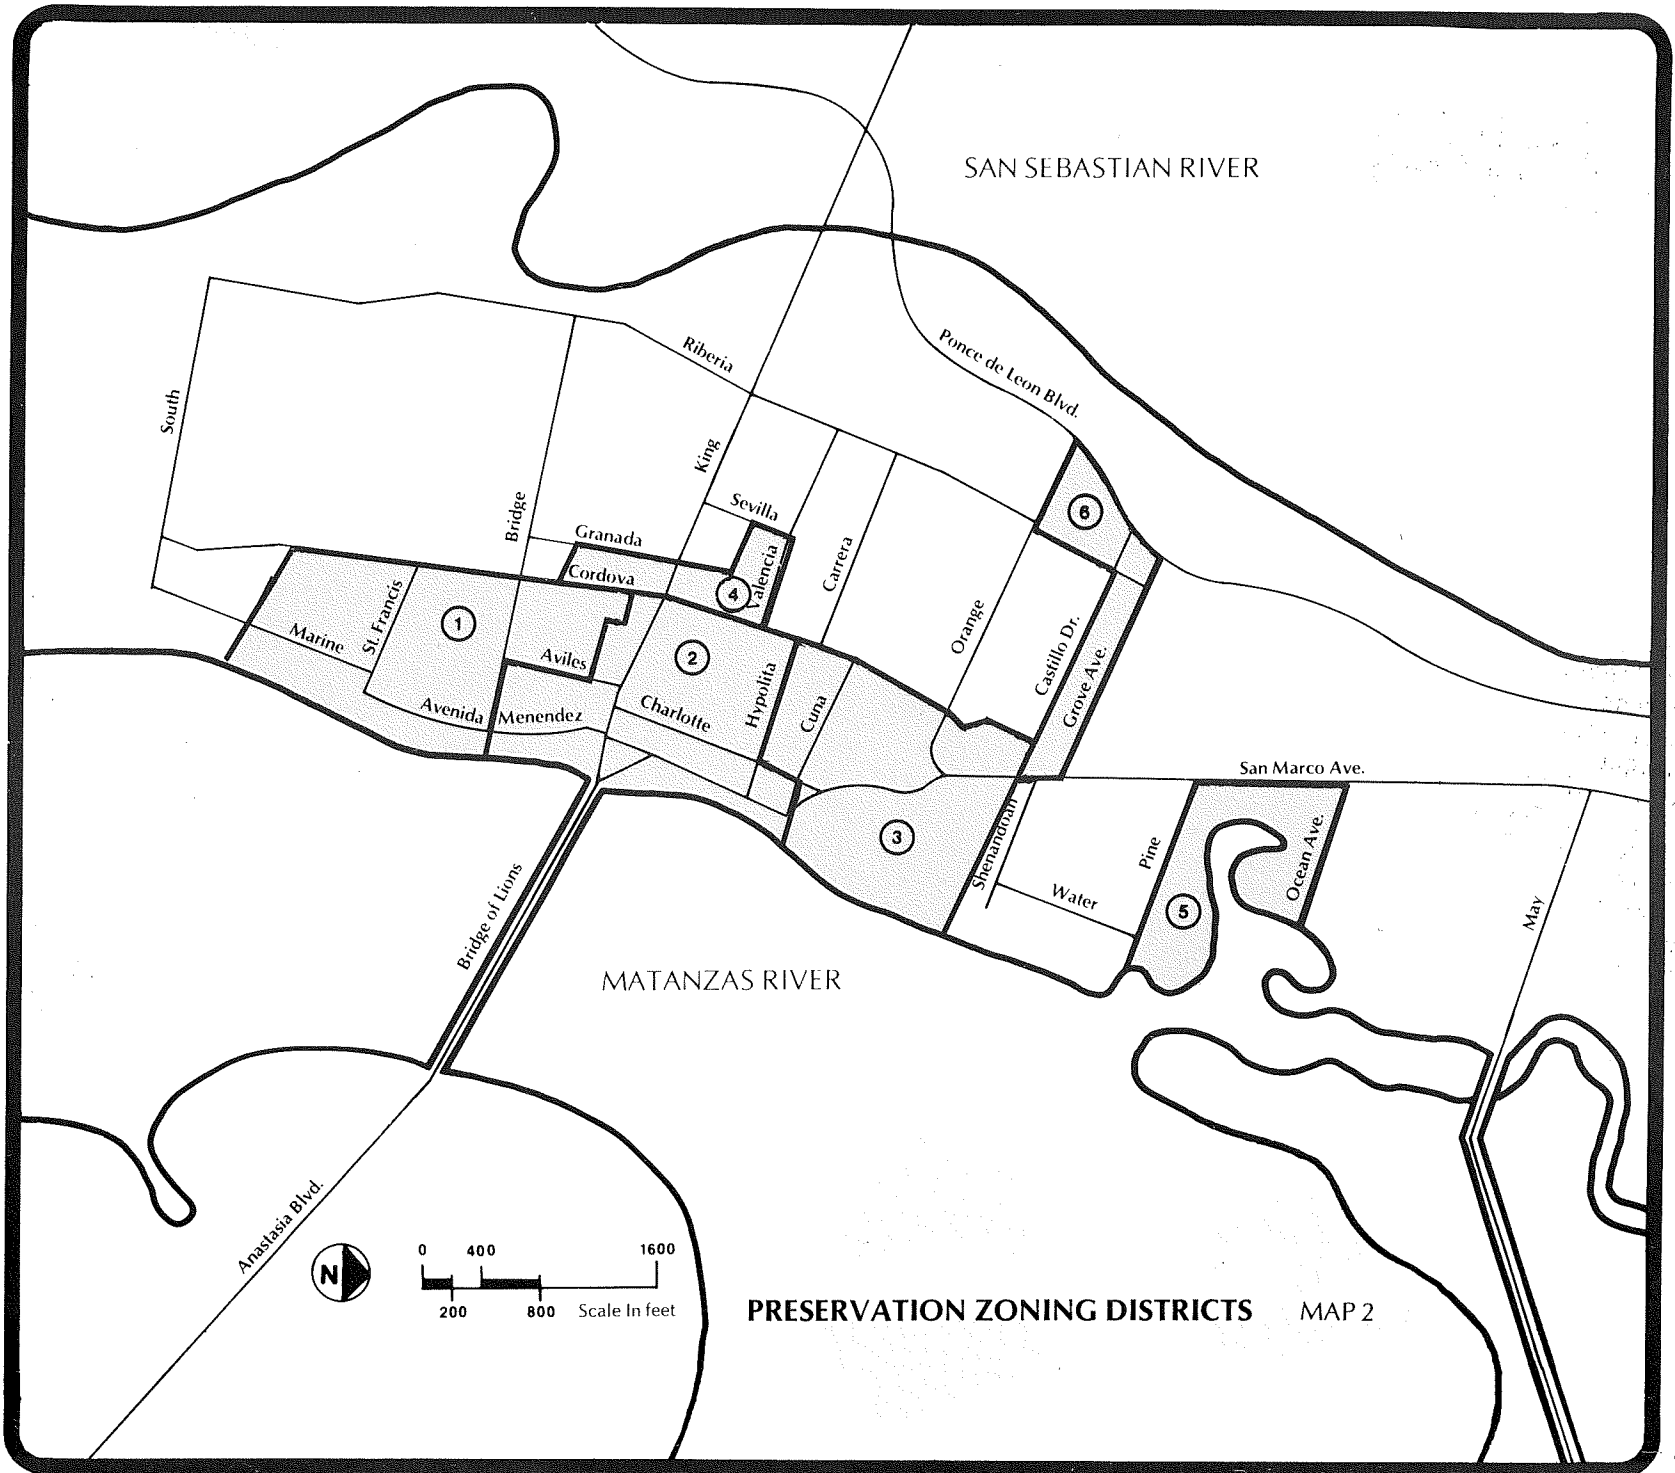 SAN SEBASTIAN RIVER
Ponce de Leon Blvd.
Riberia
South
King
Bridge
Sevilla
Granada
Cordova
Valencia
Carrera
Orange
Castillo Dr.
Grove Ave.
6
4
1
2
St. Francis
Marine
Aviles
Avenida
Menendez
Charlotte
Hypolita
Cuna
San Marco Ave.
3
Shenandoah
Pine
Water
5
Ocean Ave.
May
Bridge of Lions
MATANZAS RIVER
Anastasia Blvd.
N
0 400 1600
200 800 Scale In feet
PRESERVATION ZONING DISTRICTS MAP 2